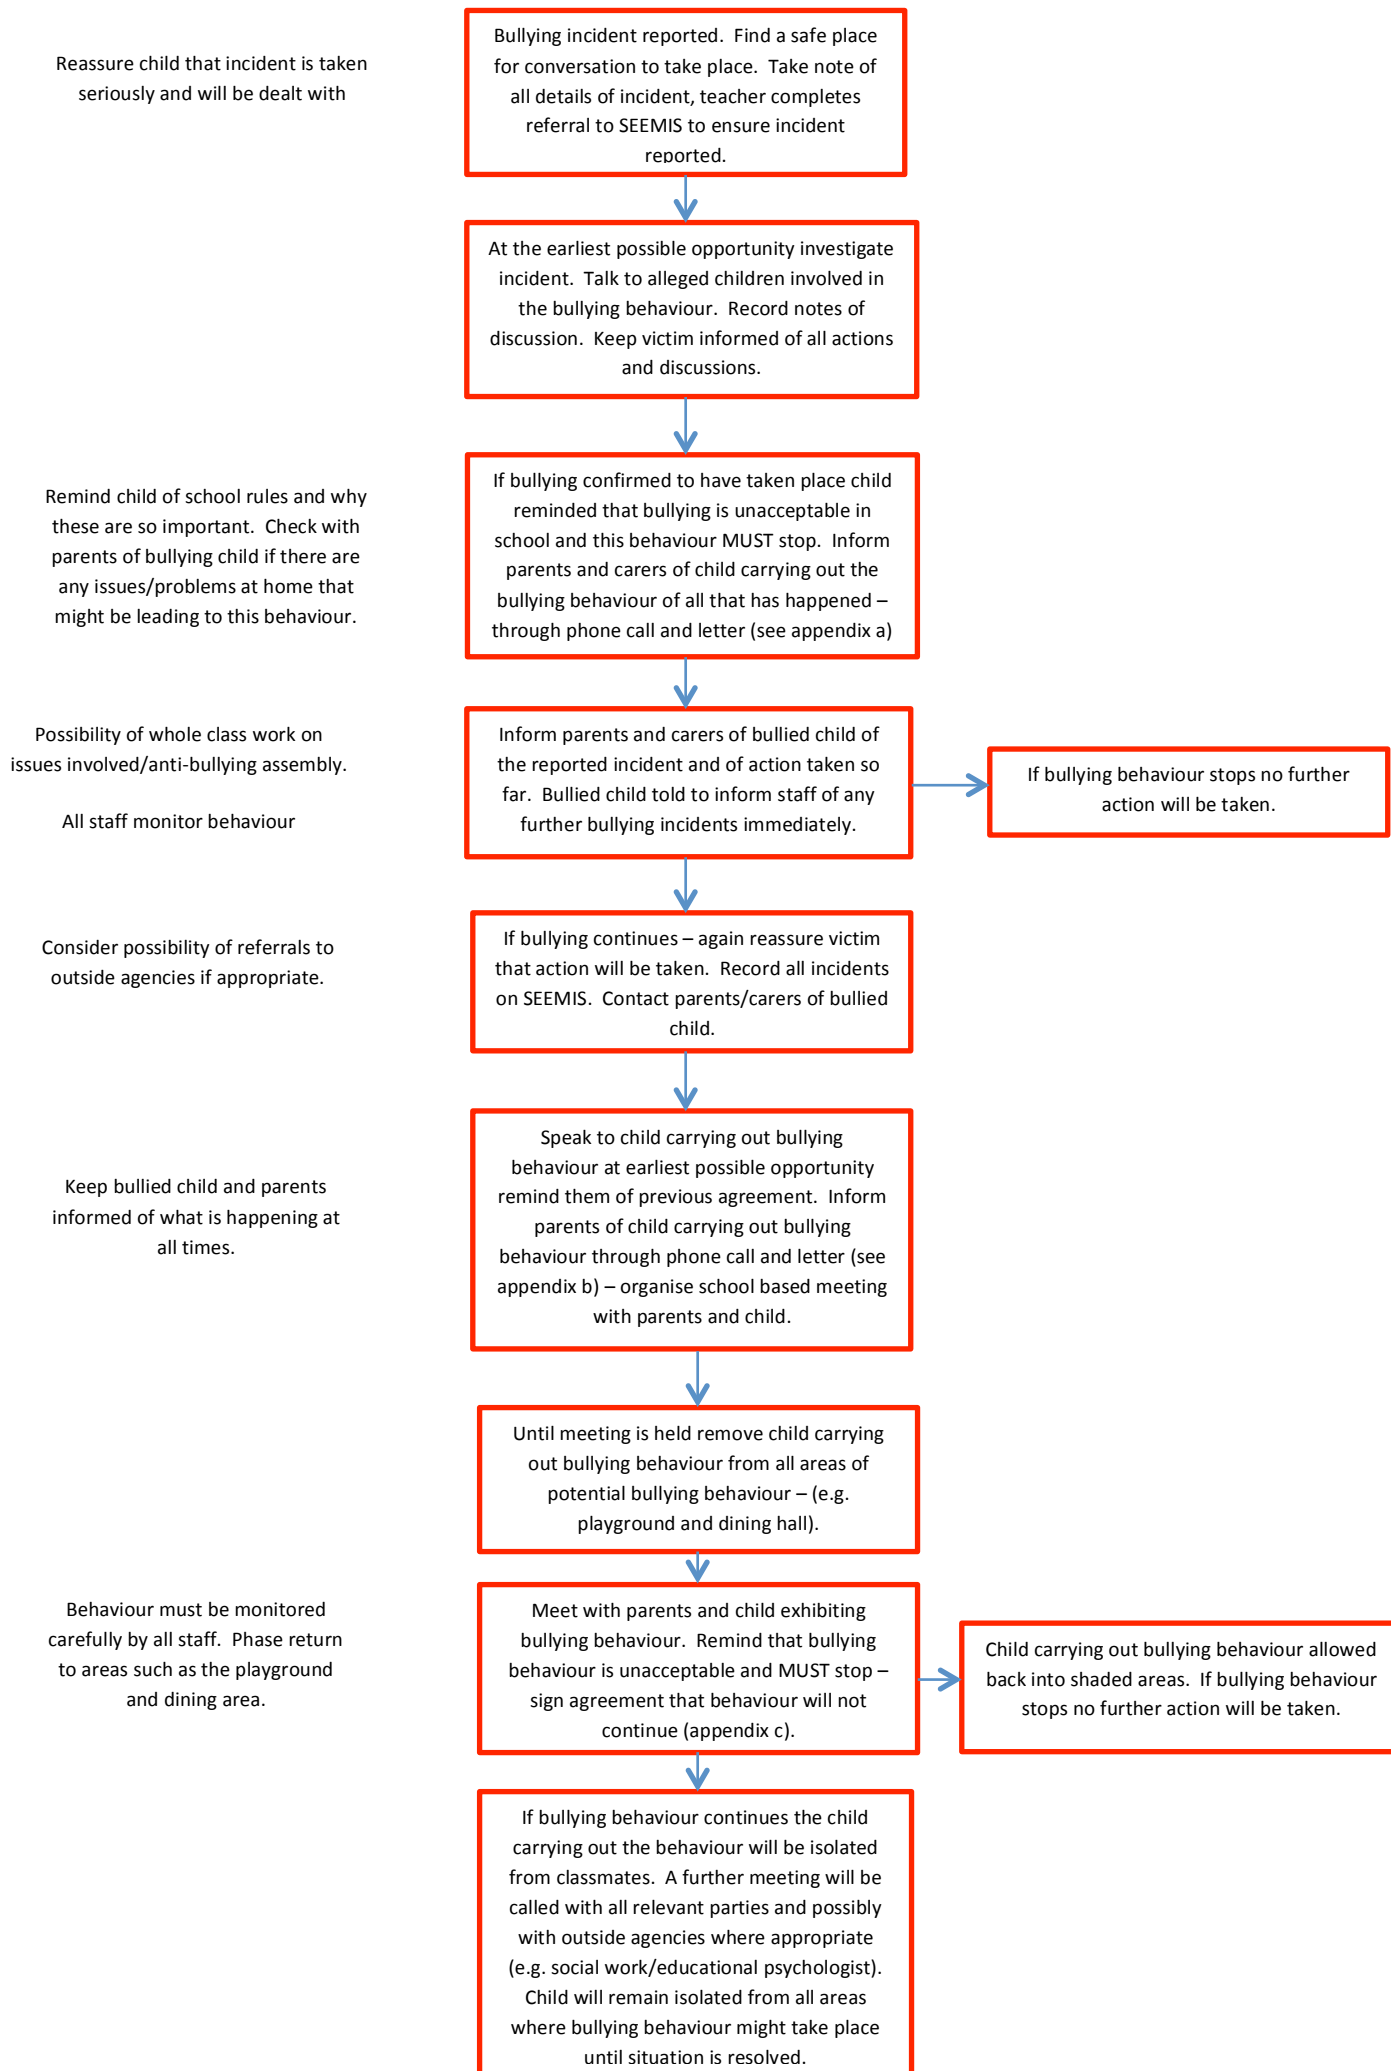 Reassure child that incident is taken
seriously and will be dealt with
Bullying incident reported.  Find a safe place
for conversation to take place.  Take note of
all details of incident, teacher completes
referral to SEEMIS to ensure incident
reported.
At the earliest possible opportunity investigate
incident.  Talk to alleged children involved in
the bullying behaviour.  Record notes of
discussion.  Keep victim informed of all actions
and discussions.
Remind child of school rules and why
these are so important.  Check with
parents of bullying child if there are
any issues/problems at home that
might be leading to this behaviour.
If bullying confirmed to have taken place child
reminded that bullying is unacceptable in
school and this behaviour MUST stop.  Inform
parents and carers of child carrying out the
bullying behaviour of all that has happened –
through phone call and letter (see appendix a)
Possibility of whole class work on
issues involved/anti-bullying assembly.
All staff monitor behaviour
Inform parents and carers of bullied child of
the reported incident and of action taken so
far.  Bullied child told to inform staff of any
further bullying incidents immediately.
If bullying behaviour stops no further
action will be taken.
Consider possibility of referrals to
outside agencies if appropriate.
If bullying continues – again reassure victim
that action will be taken.  Record all incidents
on SEEMIS.  Contact parents/carers of bullied
child.
Keep bullied child and parents
informed of what is happening at
all times.
Speak to child carrying out bullying
behaviour at earliest possible opportunity
remind them of previous agreement.  Inform
parents of child carrying out bullying
behaviour through phone call and letter (see
appendix b) – organise school based meeting
with parents and child.
Until meeting is held remove child carrying
out bullying behaviour from all areas of
potential bullying behaviour – (e.g.
playground and dining hall).
Behaviour must be monitored
carefully by all staff.  Phase return
to areas such as the playground
and dining area.
Meet with parents and child exhibiting
bullying behaviour.  Remind that bullying
behaviour is unacceptable and MUST stop –
sign agreement that behaviour will not
continue (appendix c).
Child carrying out bullying behaviour allowed
back into shaded areas.  If bullying behaviour
stops no further action will be taken.
If bullying behaviour continues the child
carrying out the behaviour will be isolated
from classmates.  A further meeting will be
called with all relevant parties and possibly
with outside agencies where appropriate
(e.g. social work/educational psychologist).
Child will remain isolated from all areas
where bullying behaviour might take place
until situation is resolved.